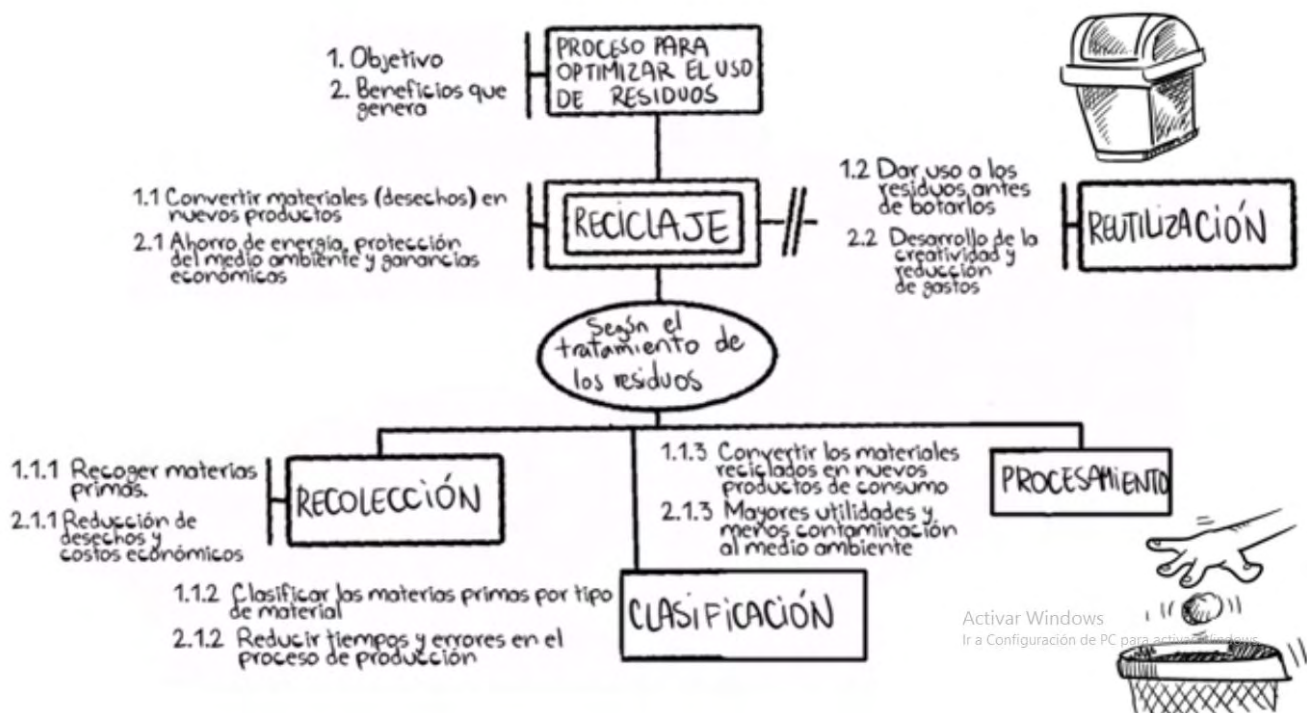 1. Objetivo
2. Beneficios que
genera
PROCESO PARA
OPTIMIZAR EL USO
DE RESIDUOS
1.1 Convertir materiales (desechos) en
nuevos productos
2.1 Ahorro de energía, protección
del medio ambiente y ganancias
económicas
RECICLAJE
1.2 Dar uso a los
residuos antes
de botarlos
2.2 Desarrollo de la
creatividad y
reducción
de gastos
REUTILIZACIÓN
Según el
tratamiento de
los residuos
1.1.1 Recoger materias
primas.
2.1.1 Reducción de
desechos y
costos económicos
RECOLECCIÓN
1.1.3 Convertir los materiales
reciclados en nuevos
productos de consumo
2.1.3 Mayores utilidades y
menos contaminación
al medio ambiente
PROCESAMIENTO
1.1.2 Clasificar las materias primas por tipo
de material
2.1.2 Reducir tiempos y errores en el
proceso de producción
CLASIFICACIÓN
Activar Windows
Ir a Configuración de PC para activar Windows.